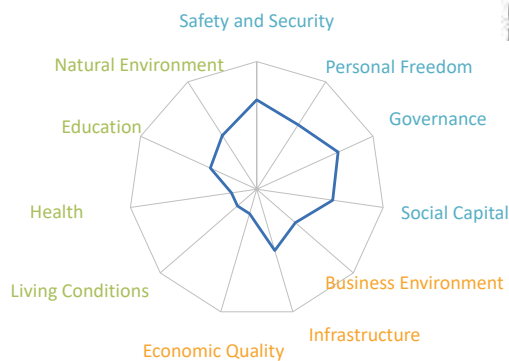 Safety and Security
Natural Environment
Personal Freedom
Education
Governance
Health
Social Capital
Living Conditions
Business Environment
Infrastructure
Economic Quality